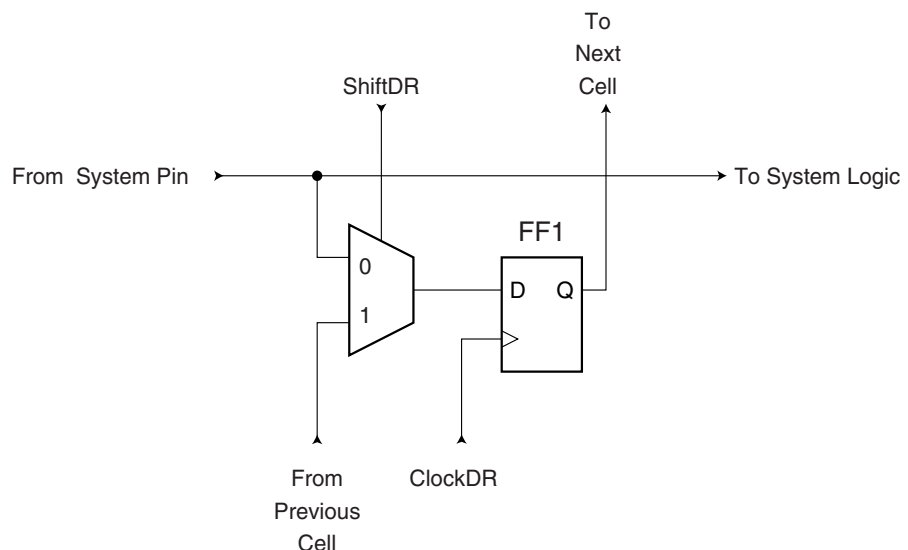 To
Next
Cell
ShiftDR
From System Pin
To System Logic
FF1
0
D Q
1
From
Previous
Cell
ClockDR